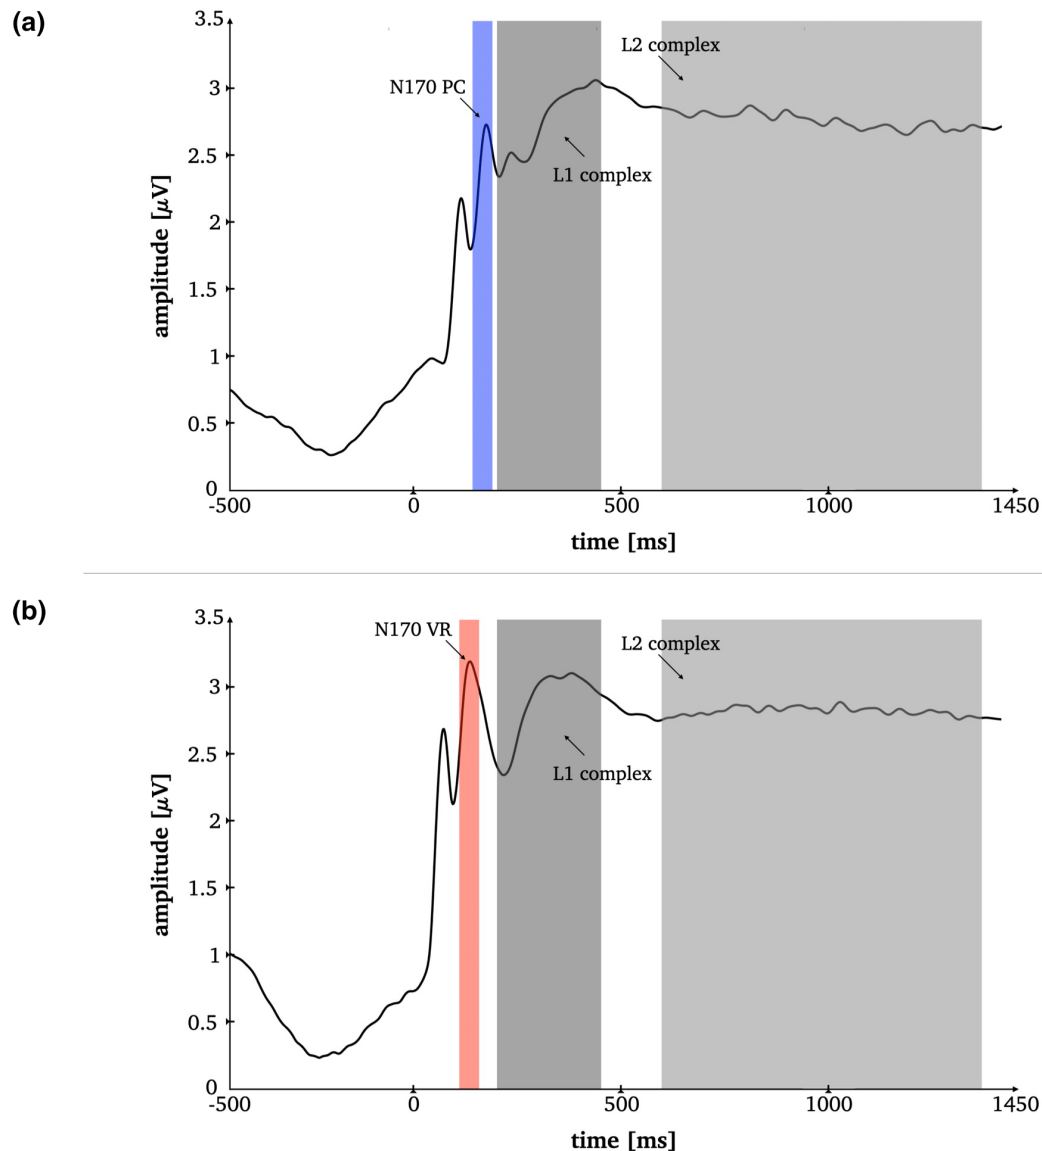 (a)
3.5
L2 complex
N170 PC
3
2.5
L1 complex
2
1.5
1
0.5
0
amplitude [μV]
-500 0 500 1000 1450
time [ms]
(b)
3.5
N170 VR
L2 complex
3
2.5
L1 complex
2
1.5
1
0.5
0
amplitude [μV]
-500 0 500 1000 1450
time [ms]